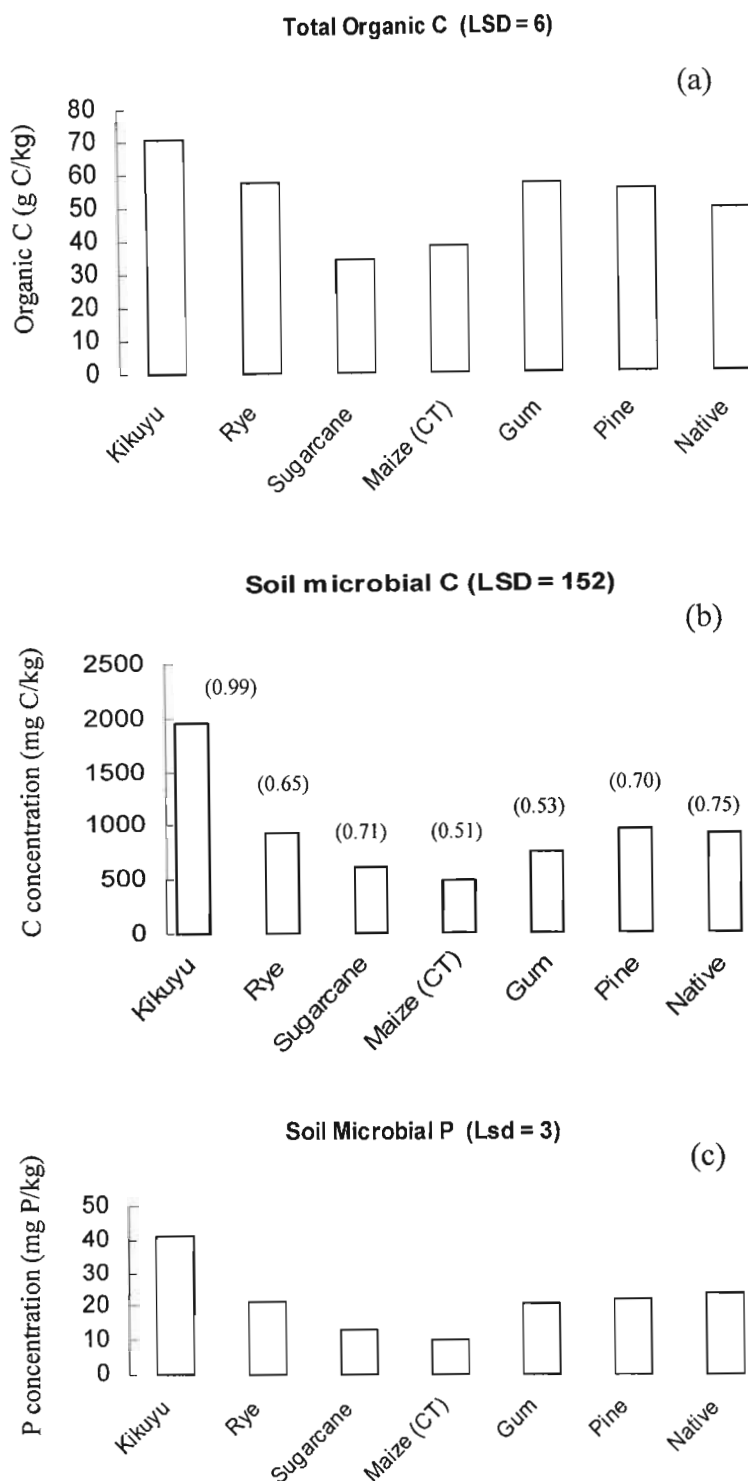 Total Organic C (LSD = 6)
(a)
Organic C (g C/kg)
80
70
60
50
40
30
20
10
0
Kikuyu
Rye
Sugarcane
Maize (CT)
Gum
Pine
Native
Soil microbial C (LSD = 152)
(b)
C concentration (mg C/kg)
2500
2000
1500
1000
500
0
(0.99)
(0.65)
(0.71)
(0.51)
(0.53)
(0.70)
(0.75)
Kikuyu
Rye
Sugarcane
Maize (CT)
Gum
Pine
Native
Soil Microbial P (Lsd = 3)
(c)
P concentration (mg P/kg)
50
40
30
20
10
0
Kikuyu
Rye
Sugarcane
Maize (CT)
Gum
Pine
Native